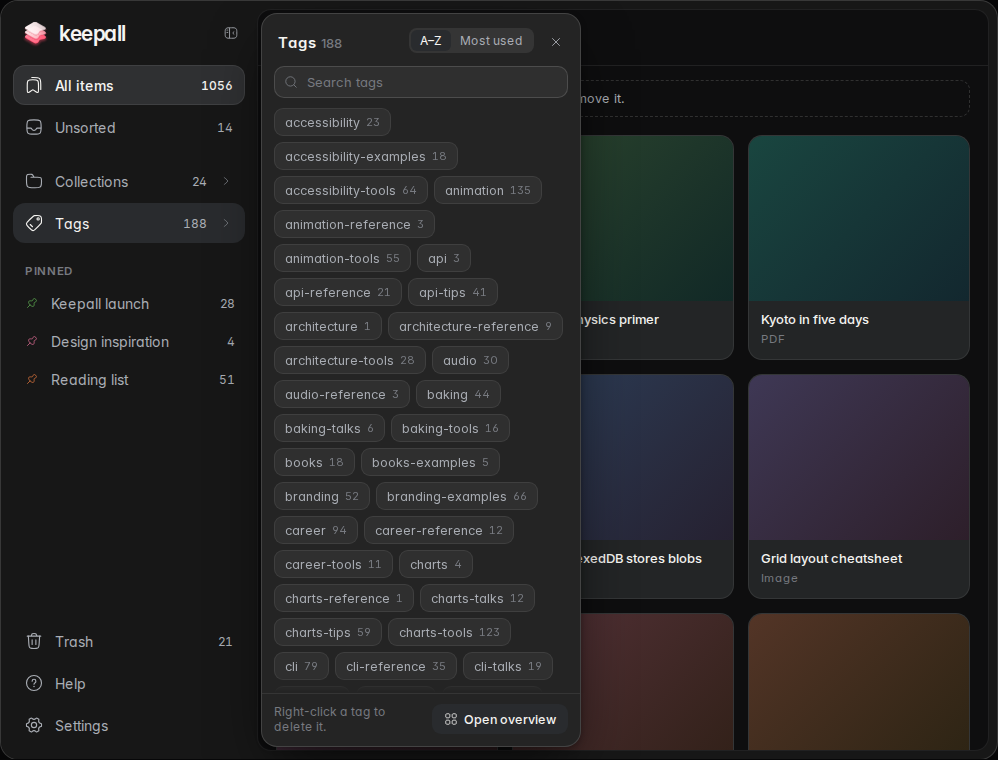 keepall
All items 1056
Unsorted 14
Collections 24
Tags 188
PINNED
Keepall launch 28
Design inspiration 4
Reading list 51
Trash 21
Help
Settings
Tags 188
A–Z Most used
Search tags
accessibility 23
accessibility-examples 18
accessibility-tools 64 animation 135
animation-reference 3
animation-tools 55 api 3
api-reference 21 api-tips 41
architecture 1 architecture-reference 9
architecture-tools 28 audio 30
audio-reference 3 baking 44
baking-talks 6 baking-tools 16
books 18 books-examples 5
branding 52 branding-examples 66
career 94 career-reference 12
career-tools 11 charts 4
charts-reference 1 charts-talks 12
charts-tips 59 charts-tools 123
cli 79 cli-reference 35 cli-talks 19
Right-click a tag to
delete it.
Open overview
move it.
primer
Kyoto in five days
PDF
stores blobs
Grid layout cheatsheet
Image